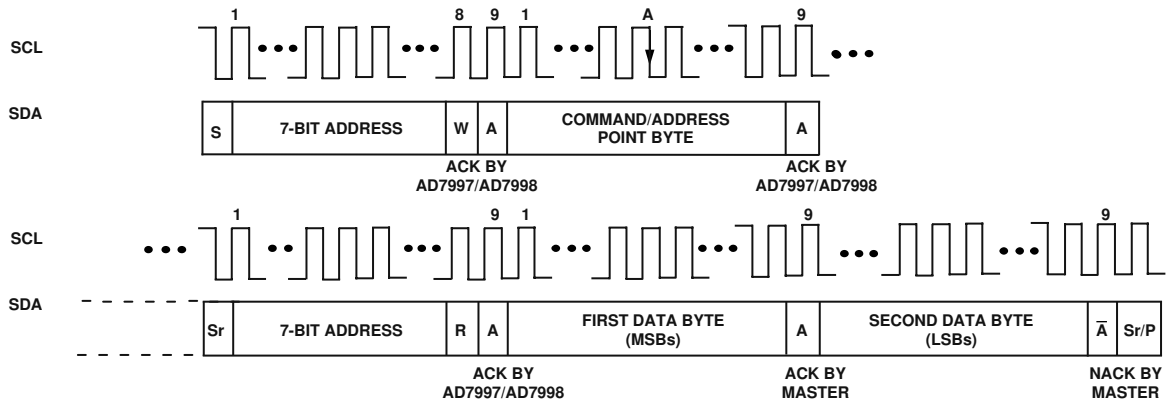 1 8 9 1 A 9
SCL
SDA
S 7-BIT ADDRESS W A COMMAND/ADDRESS POINT BYTE A
ACK BY AD7997/AD7998 ACK BY AD7997/AD7998
1 9 1 9 9
SCL
SDA
Sr 7-BIT ADDRESS R A FIRST DATA BYTE (MSBs) A SECOND DATA BYTE (LSBs) A̅ Sr/P
ACK BY AD7997/AD7998 ACK BY MASTER NACK BY MASTER